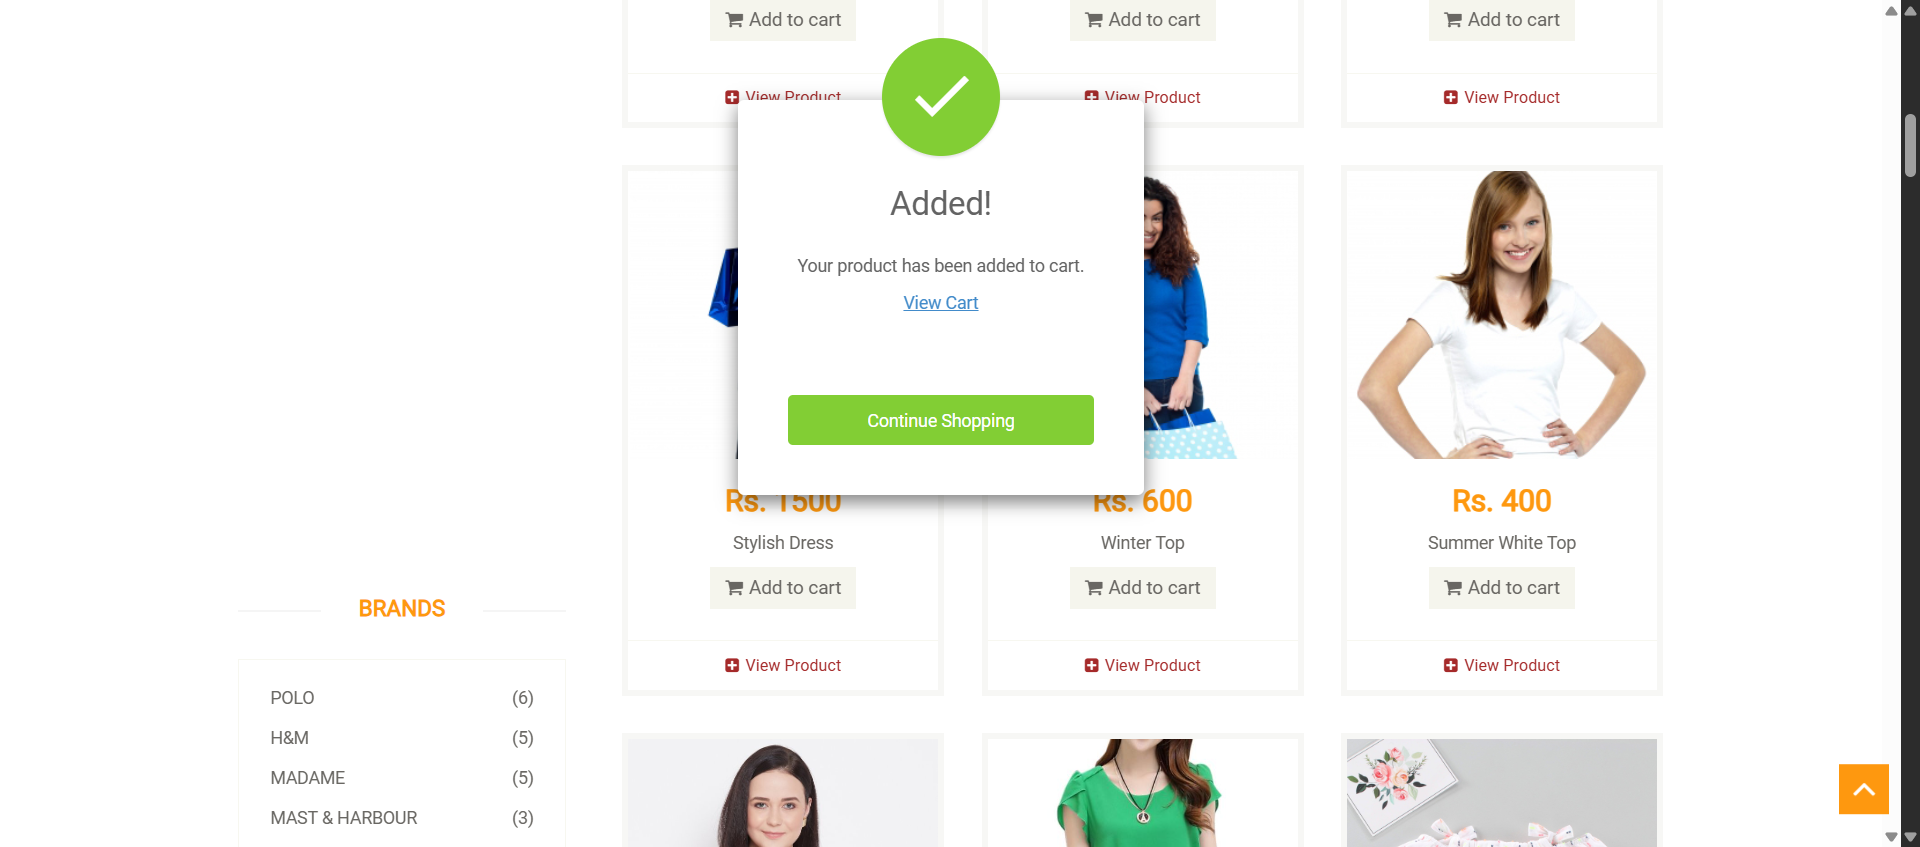 Add to cart
Add to cart
Add to cart
View Product
View Product
View Product
Added!
Your product has been added to cart.
View Cart
Continue Shopping
Rs. 1500
Stylish Dress
Add to cart
View Product
Rs. 600
Winter Top
Add to cart
View Product
Rs. 400
Summer White Top
Add to cart
View Product
BRANDS
POLO (6)
H&M (5)
MADAME (5)
MAST & HARBOUR (3)